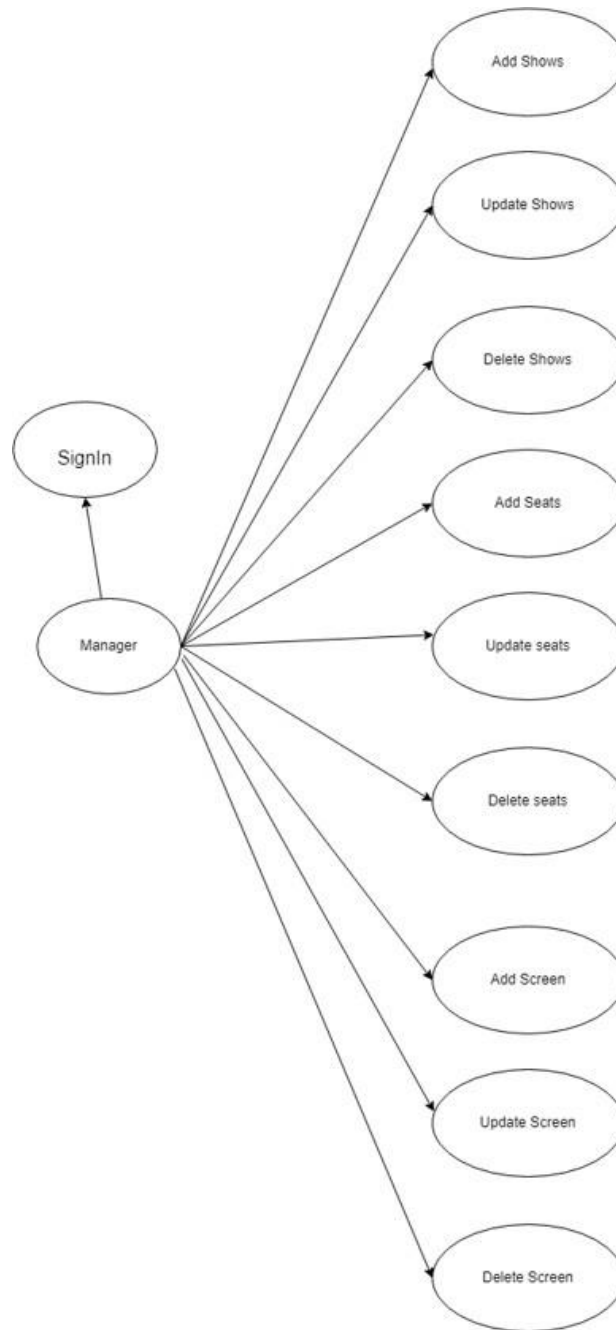 Add Shows
Update Shows
Delete Shows
SignIn
Add Seats
Manager
Update seats
Delete seats
Add Screen
Update Screen
Delete Screen